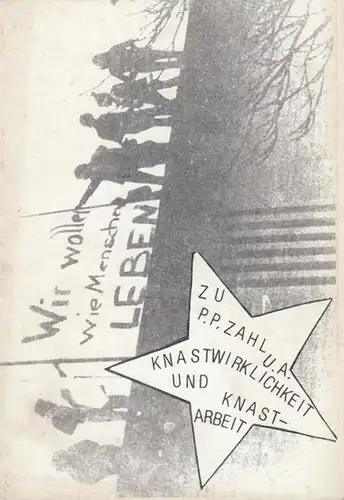 Wir wollen
wie Menschen
LEBEN
ZU
P.P. ZAHL U.A.
KNASTWIRKLICHKEIT
UND KNAST-
ARBEIT